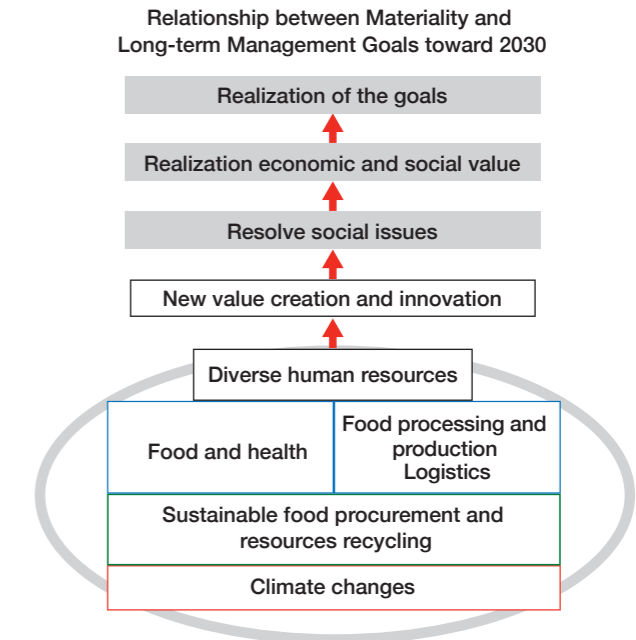 Relationship between Materiality and
Long-term Management Goals toward 2030
Realization of the goals
Realization economic and social value
Resolve social issues
New value creation and innovation
Diverse human resources
Food and health
Food processing and
production
Logistics
Sustainable food procurement and
resources recycling
Climate changes